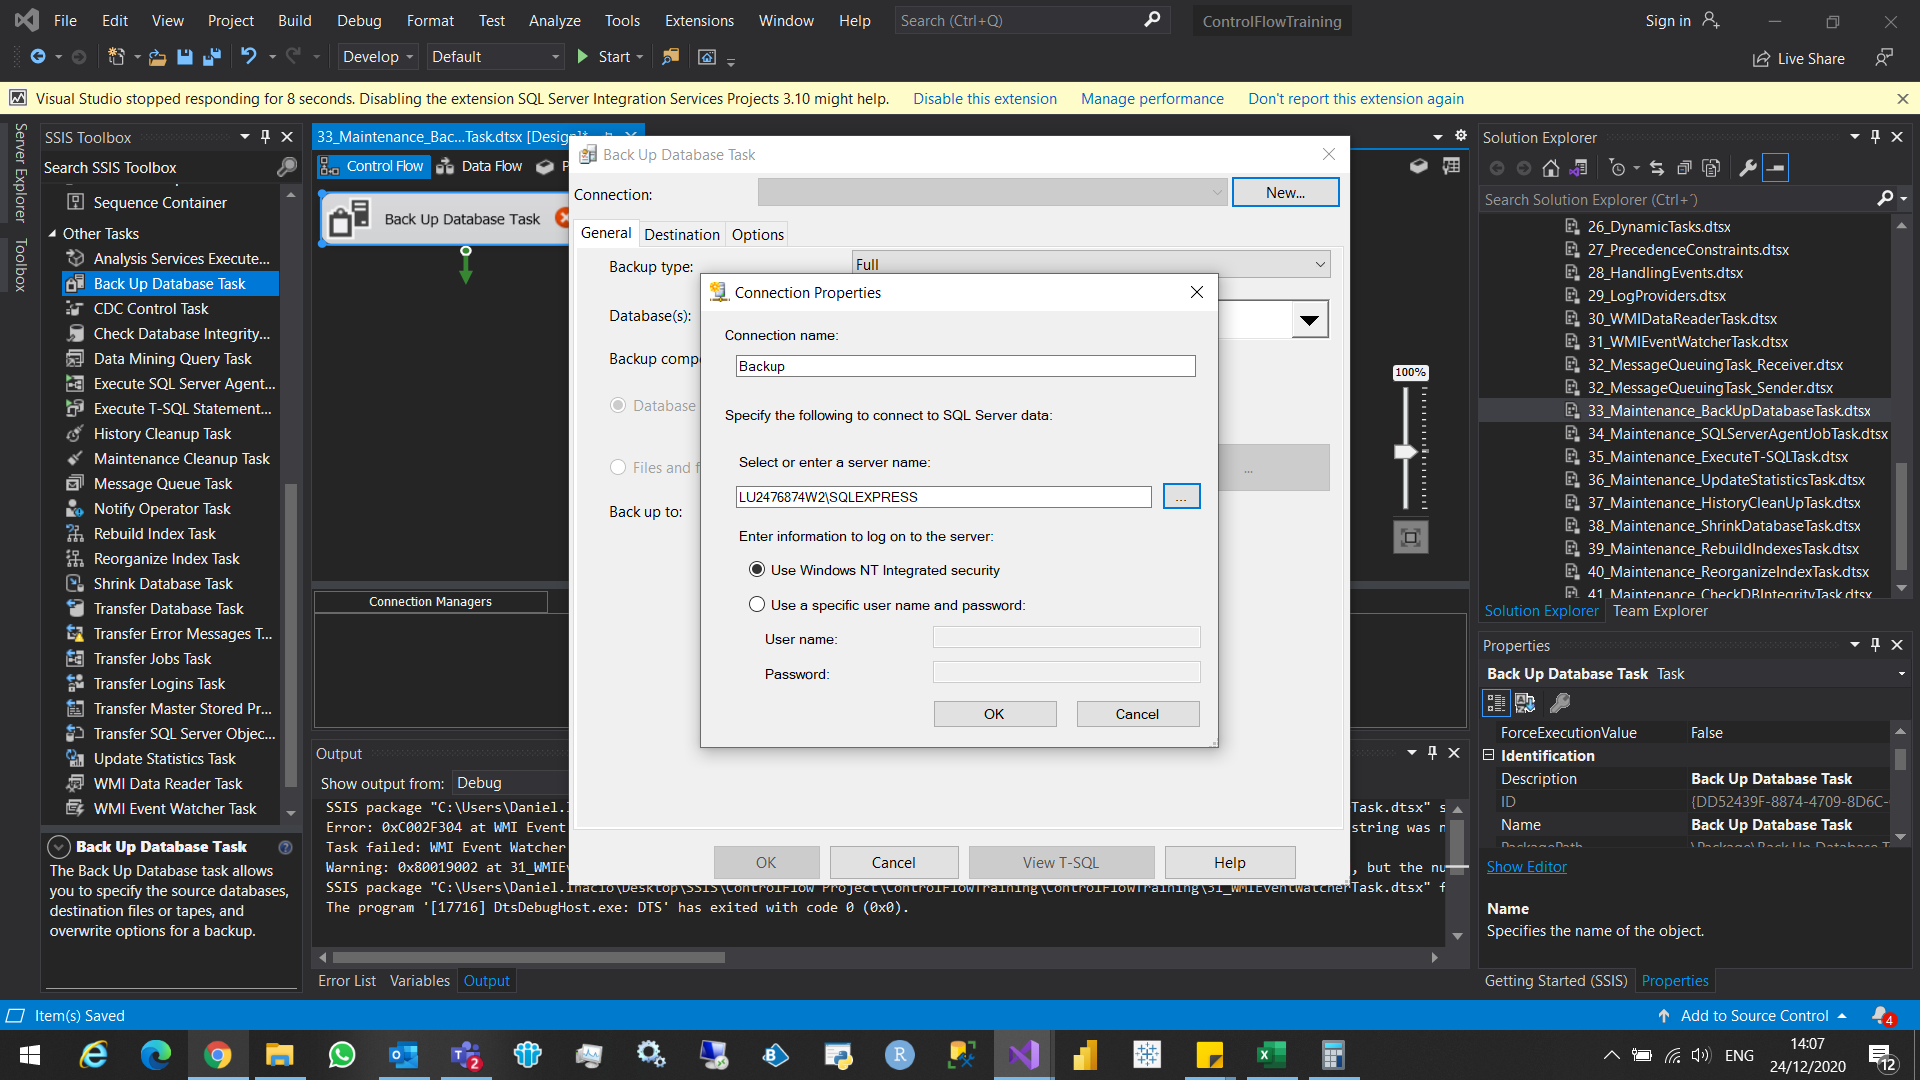 File Edit View Project Build Debug Format Test Analyze Tools Extensions Window Help
Search (Ctrl+Q)
ControlFlowTraining
Sign in
Develop
Default
Start
Live Share
Visual Studio stopped responding for 8 seconds. Disabling the extension SQL Server Integration Services Projects 3.10 might help. Disable this extension Manage performance Don't report this extension again
Server Explorer
Toolbox
SSIS Toolbox
Search SSIS Toolbox
Sequence Container
Other Tasks
Analysis Services Execute...
Back Up Database Task
CDC Control Task
Check Database Integrity...
Data Mining Query Task
Execute SQL Server Agent...
Execute T-SQL Statement...
History Cleanup Task
Maintenance Cleanup Task
Message Queue Task
Notify Operator Task
Rebuild Index Task
Reorganize Index Task
Shrink Database Task
Transfer Database Task
Transfer Error Messages T...
Transfer Jobs Task
Transfer Logins Task
Transfer Master Stored Pr...
Transfer SQL Server Objec...
Update Statistics Task
WMI Data Reader Task
WMI Event Watcher Task
Back Up Database Task
The Back Up Database task allows
you to specify the source databases,
destination files or tapes, and
overwrite options for a backup.
33_Maintenance_Bac...Task.dtsx [Design]*
Control Flow
Data Flow
P
Back Up Database Task
100%
Connection Managers
Back Up Database Task
Connection:
New...
General
Destination
Options
Backup type:
Full
Database(s):
Backup comp
Database
Files and f
...
Back up to:
OK
Cancel
View T-SQL
Help
Connection Properties
Connection name:
Backup
Specify the following to connect to SQL Server data:
Select or enter a server name:
LU2476874W2\SQLEXPRESS
...
Enter information to log on to the server:
Use Windows NT Integrated security
Use a specific user name and password:
User name:
Password:
OK
Cancel
Output
Show output from: Debug
SSIS package "C:\Users\Daniel.I
eTask.dtsx" s
Error: 0xC002F304 at WMI Event
string was n
Task failed: WMI Event Watcher
Warning: 0x80019002 at 31_WMIEv
, but the nu
SSIS package "C:\Users\Daniel.Inacio\Desktop\SSIS\ControlFlow Project\ControlFlowTraining\ControlFlowTraining\31_WMIEventWatcherTask.dtsx" f
The program '[17716] DtsDebugHost.exe: DTS' has exited with code 0 (0x0).
Error List
Variables
Output
Solution Explorer
Search Solution Explorer (Ctrl+¨)
26_DynamicTasks.dtsx
27_PrecedenceConstraints.dtsx
28_HandlingEvents.dtsx
29_LogProviders.dtsx
30_WMIDataReaderTask.dtsx
31_WMIEventWatcherTask.dtsx
32_MessageQueuingTask_Receiver.dtsx
32_MessageQueuingTask_Sender.dtsx
33_Maintenance_BackUpDatabaseTask.dtsx
34_Maintenance_SQLServerAgentJobTask.dtsx
35_Maintenance_ExecuteT-SQLTask.dtsx
36_Maintenance_UpdateStatisticsTask.dtsx
37_Maintenance_HistoryCleanUpTask.dtsx
38_Maintenance_ShrinkDatabaseTask.dtsx
39_Maintenance_RebuildIndexesTask.dtsx
40_Maintenance_ReorganizeIndexTask.dtsx
41_Maintenance_CheckDBIntegrityTask.dtsx
Solution Explorer
Team Explorer
Properties
Back Up Database Task Task
ForceExecutionValue False
Identification
Description Back Up Database Task
ID {DD52439F-8874-4709-8D6C-
Name Back Up Database Task
PackagePath \Package\Back Up Database T
Show Editor
Name
Specifies the name of the object.
Getting Started (SSIS)
Properties
Item(s) Saved
Add to Source Control
4
2
ENG
14:07
24/12/2020
12